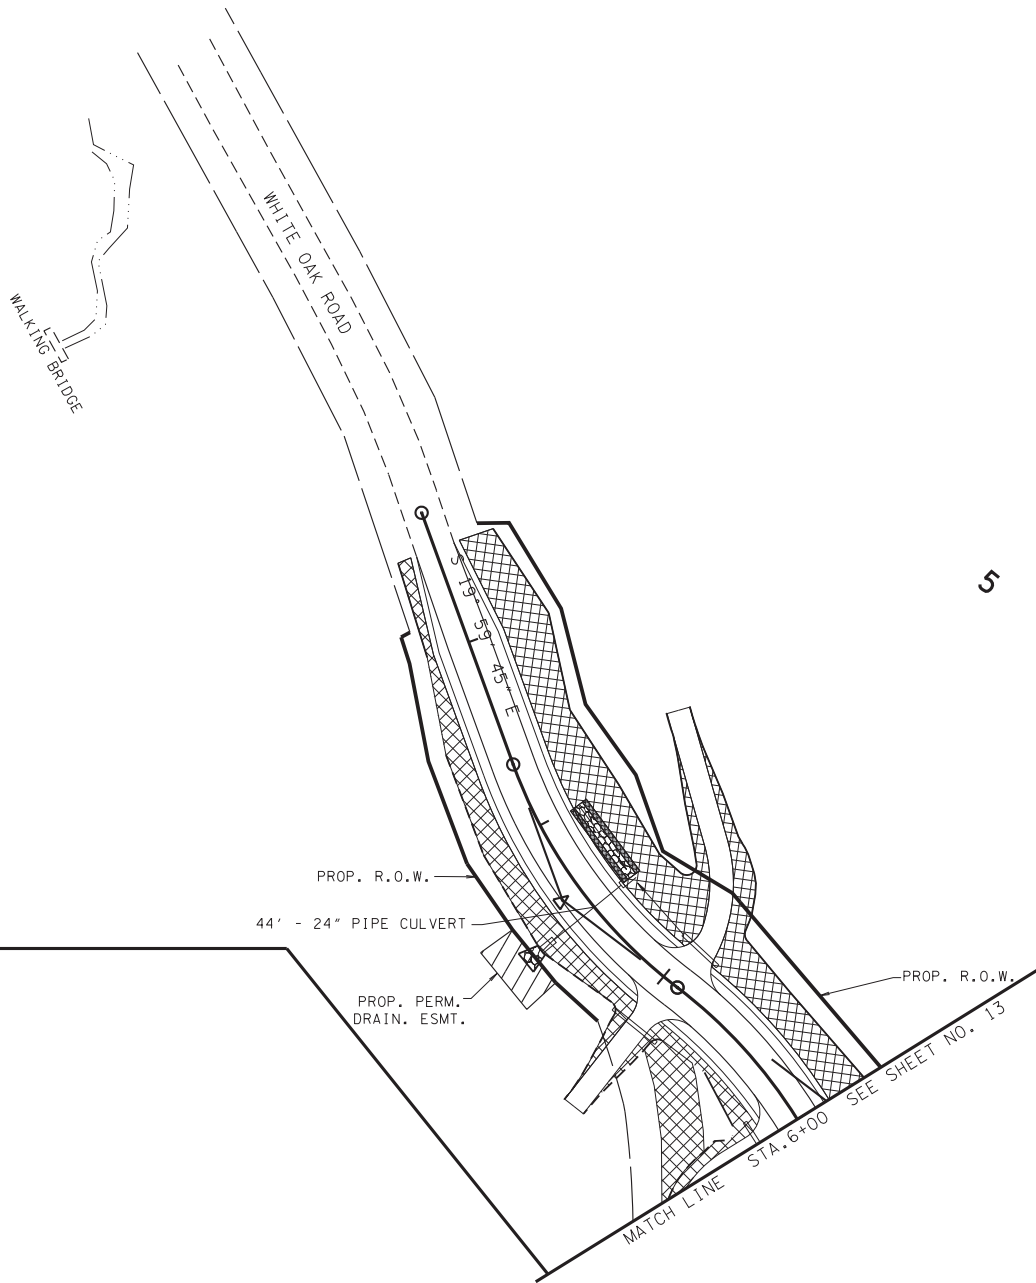 WHITE OAK ROAD
WALKING BRIDGE
5
S 19° 59' 45" E
PROP. R.O.W.
44' - 24" PIPE CULVERT
PROP. PERM.
DRAIN. ESMT.
PROP. R.O.W.
MATCH LINE STA.6+00 SEE SHEET NO. 13